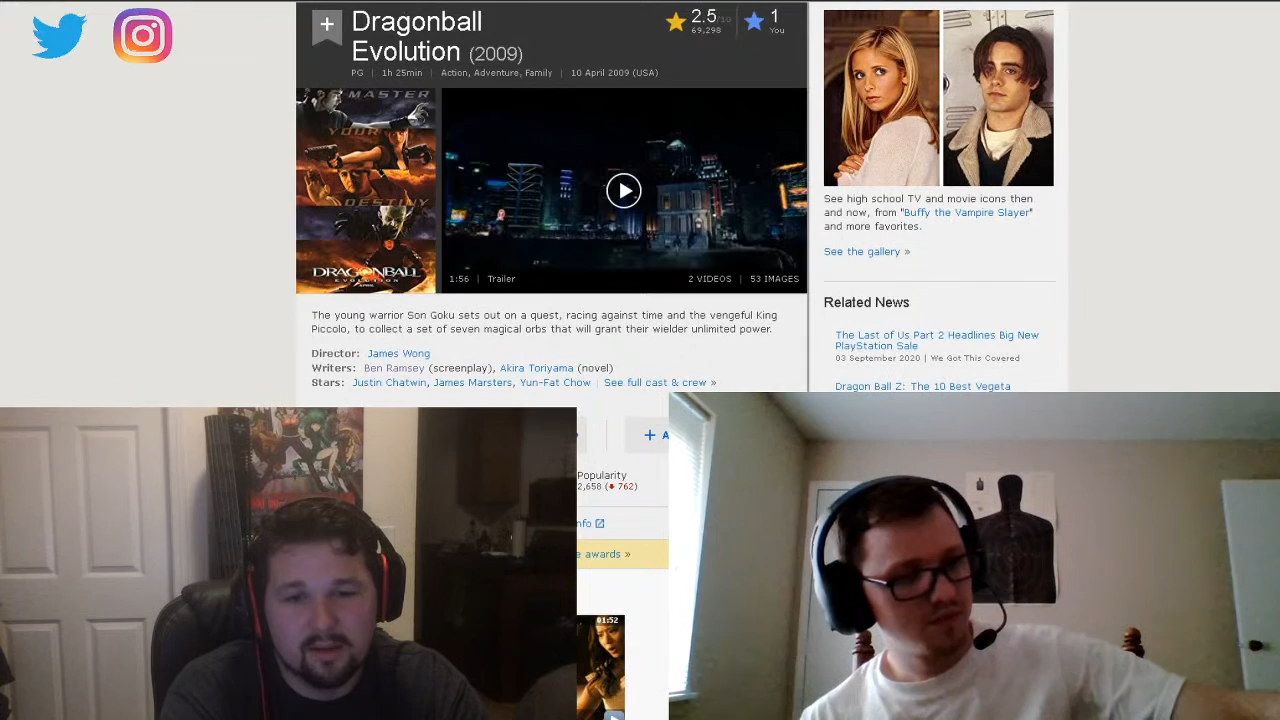 Dragonball
Evolution (2009)
2.5/10
69,298
1
You
PG | 1h 25min | Action, Adventure, Family | 10 April 2009 (USA)
MASTER
YOUR
DESTINY
DRAGONBALL
EVOLUTION
1:56 | Trailer
2 VIDEOS | 53 IMAGES
The young warrior Son Goku sets out on a quest, racing against time and the vengeful King
Piccolo, to collect a set of seven magical orbs that will grant their wielder unlimited power.
Director: James Wong
Writers: Ben Ramsey (screenplay), Akira Toriyama (novel)
Stars: Justin Chatwin, James Marsters, Yun-Fat Chow | See full cast & crew »
See high school TV and movie icons then
and now, from "Buffy the Vampire Slayer"
and more favorites.
See the gallery »
Related News
The Last of Us Part 2 Headlines Big New
PlayStation Sale
03 September 2020 | We Got This Covered
Dragon Ball Z: The 10 Best Vegeta
+ A
Popularity
2,658 (762)
nfo
e awards »
01:52